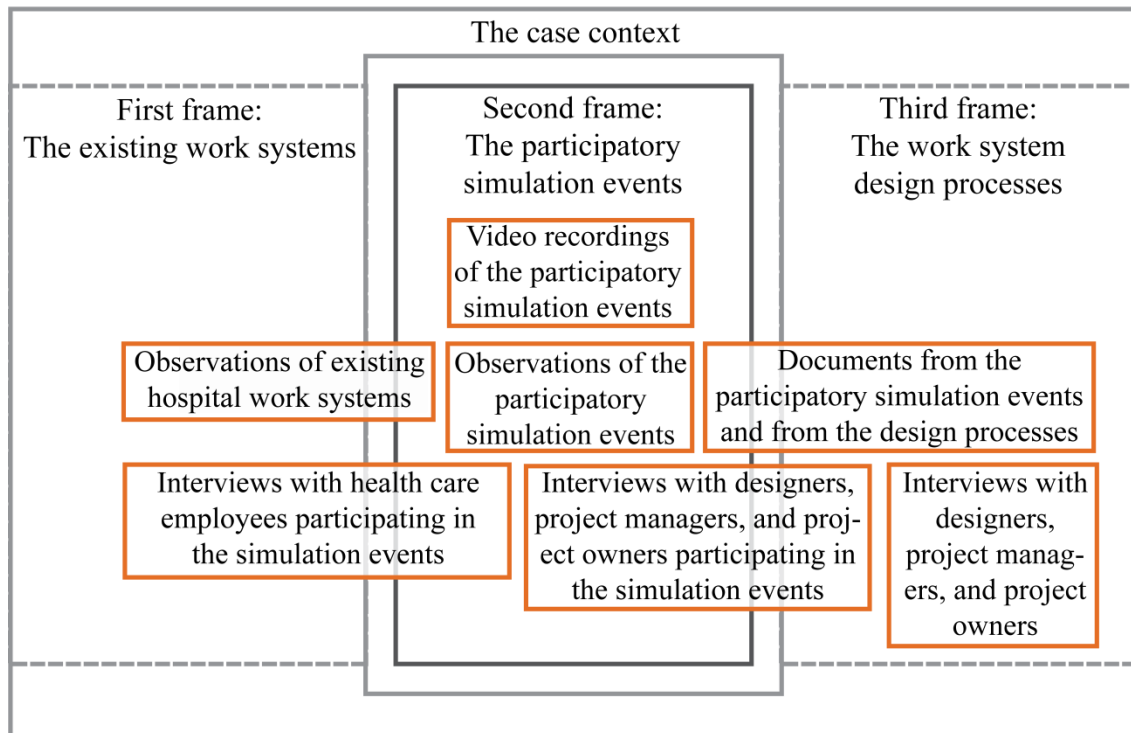 The case context
First frame:
The existing work systems
Second frame:
The participatory
simulation events
Third frame:
The work system
design processes
Video recordings
of the participatory
simulation events
Observations of existing
hospital work systems
Observations of the
participatory
simulation events
Documents from the
participatory simulation events
and from the design processes
Interviews with health care
employees participating in
the simulation events
Interviews with designers,
project managers, and proj-
ect owners participating in
the simulation events
Interviews with
designers,
project manag-
ers, and project
owners